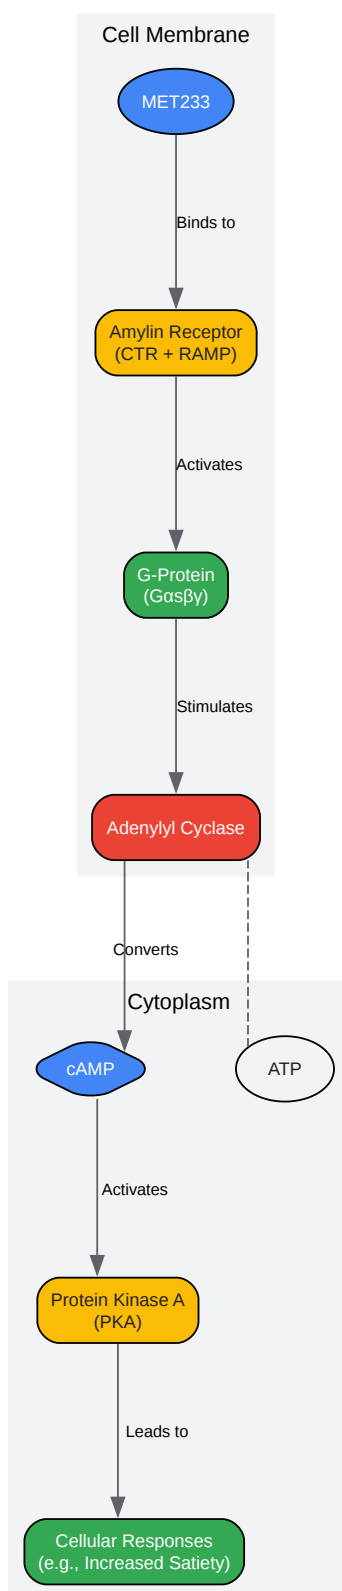 Cell Membrane
MET233
Binds to
Amylin Receptor
(CTR + RAMP)
Activates
G-Protein
(Gαsβγ)
Stimulates
Adenylyl Cyclase
Converts
Cytoplasm
cAMP
ATP
Activates
Protein Kinase A
(PKA)
Leads to
Cellular Responses
(e.g., Increased Satiety)